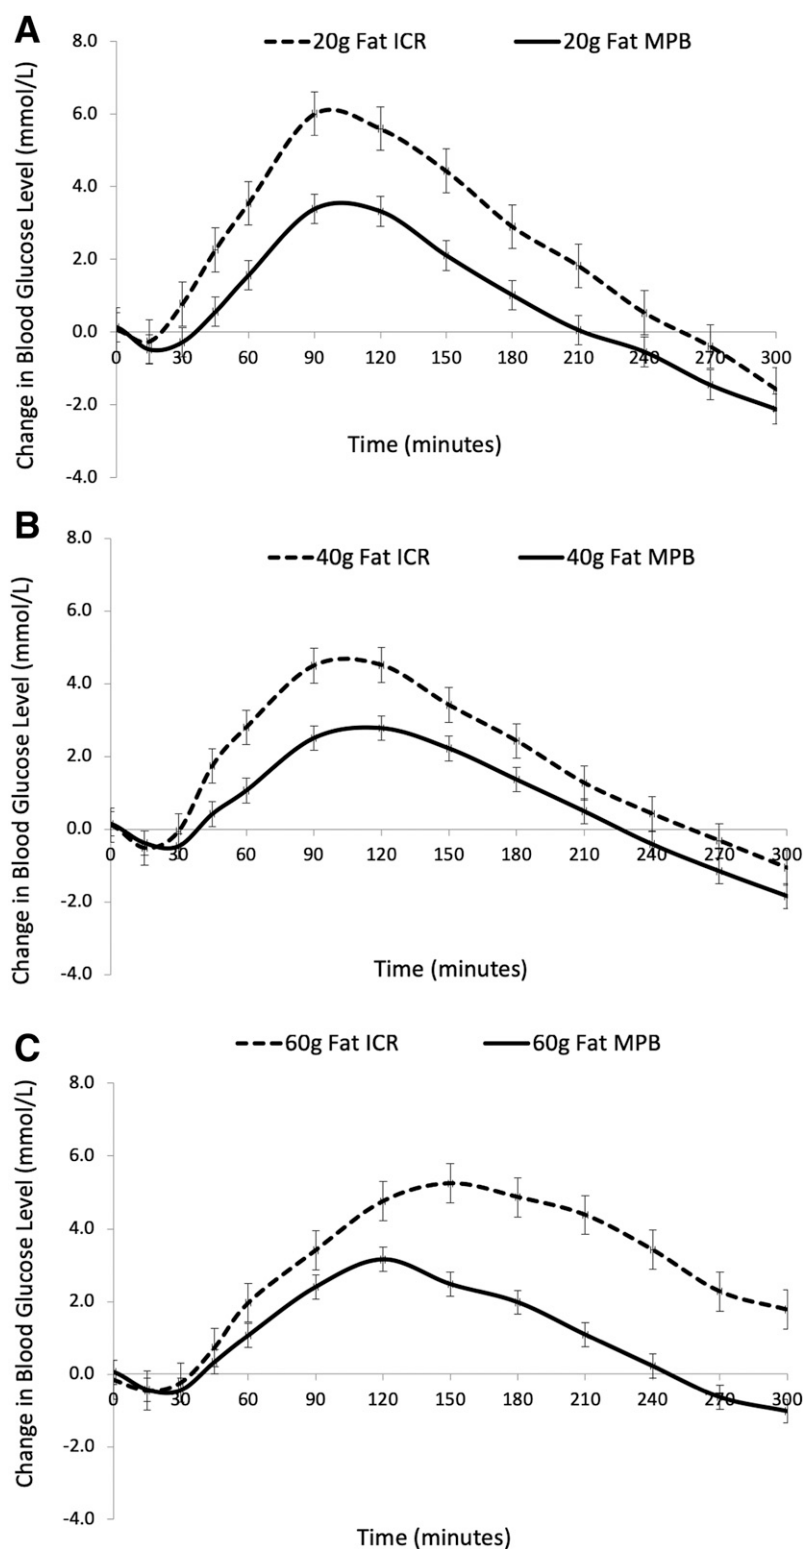 A
8.0
20g Fat ICR 20g Fat MPB
6.0
4.0
2.0
0.0
0 30 60 90 120 150 180 210 240 270 300
-2.0
-4.0
Change in Blood Glucose Level (mmol/L)
Time (minutes)
B
8.0
40g Fat ICR 40g Fat MPB
6.0
4.0
2.0
0.0
0 30 60 90 120 150 180 210 240 270 300
-2.0
-4.0
Change in Blood Glucose Level (mmol/L)
Time (minutes)
C
60g Fat ICR 60g Fat MPB
8.0
6.0
4.0
2.0
0.0
0 30 60 90 120 150 180 210 240 270 300
-2.0
-4.0
Change in Blood Glucose Level (mmol/L)
Time (minutes)